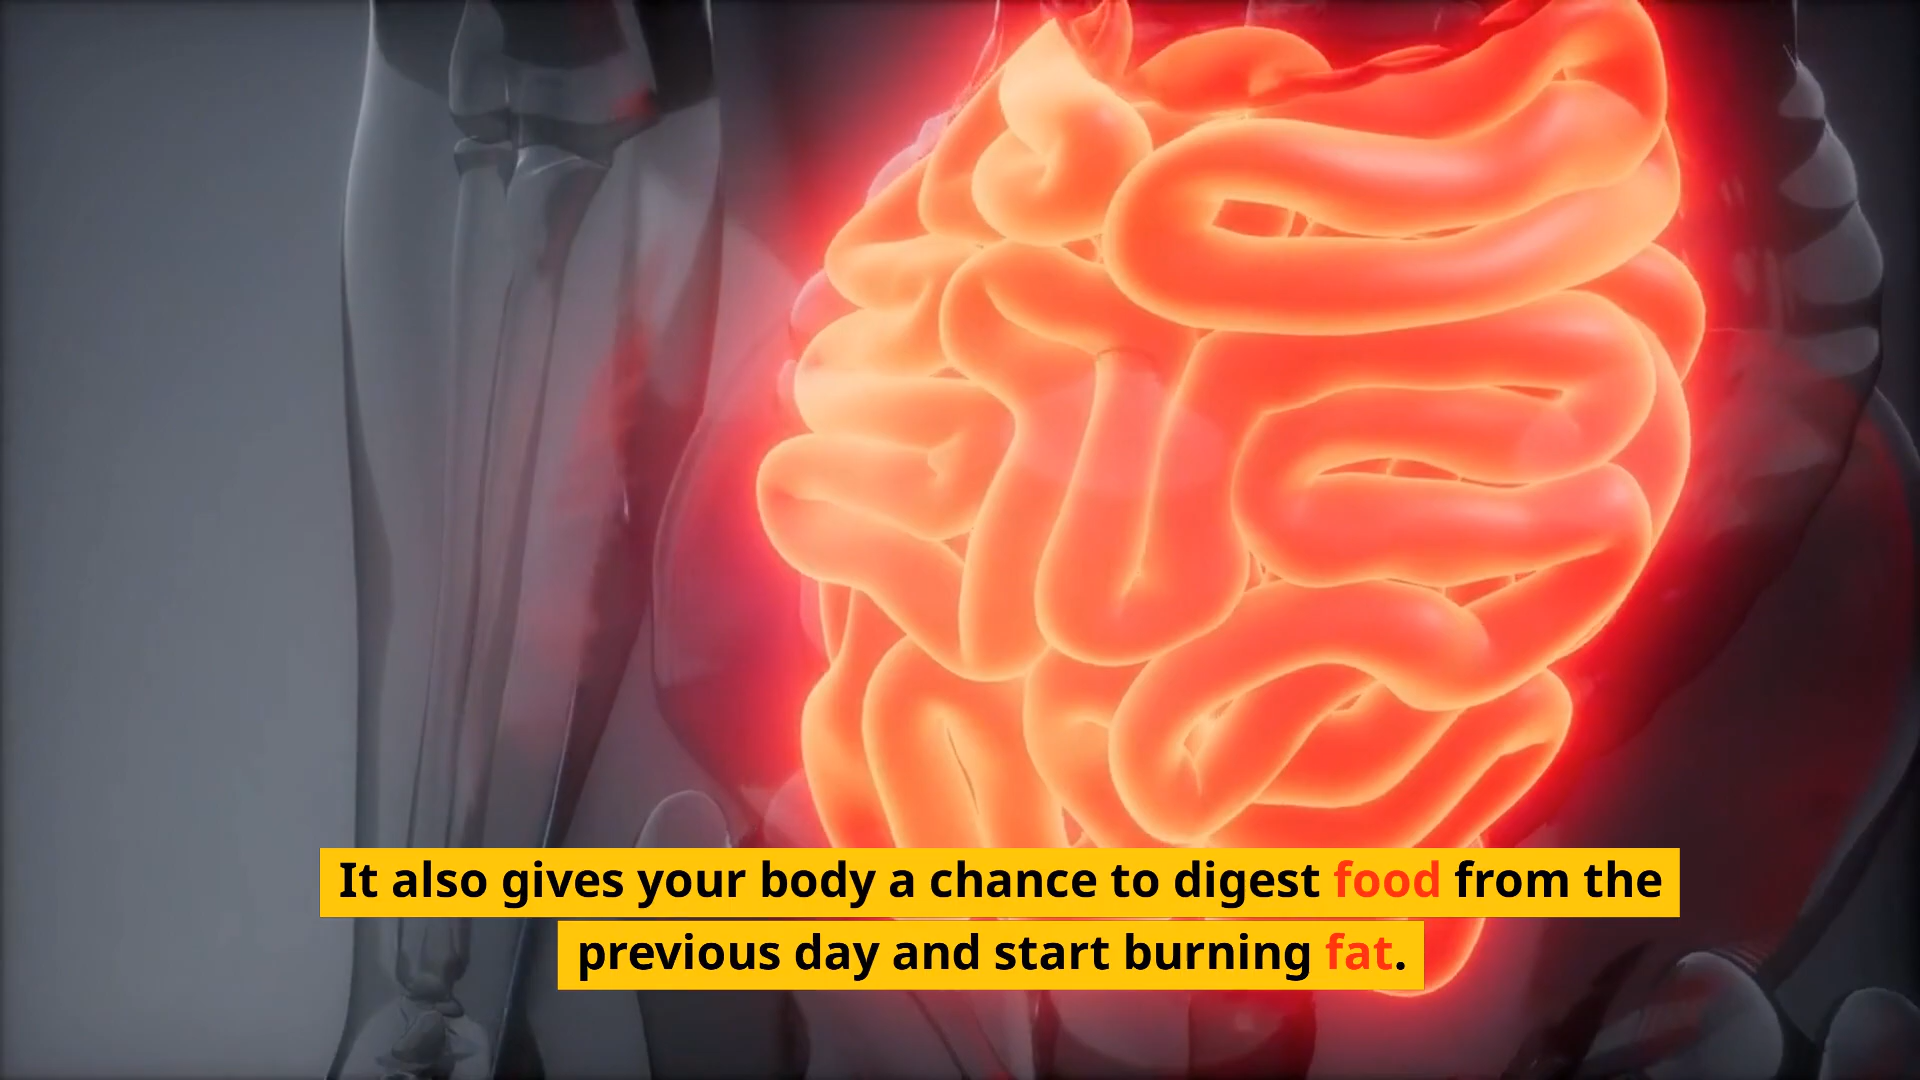 It also gives your body a chance to digest food from the
previous day and start burning fat.